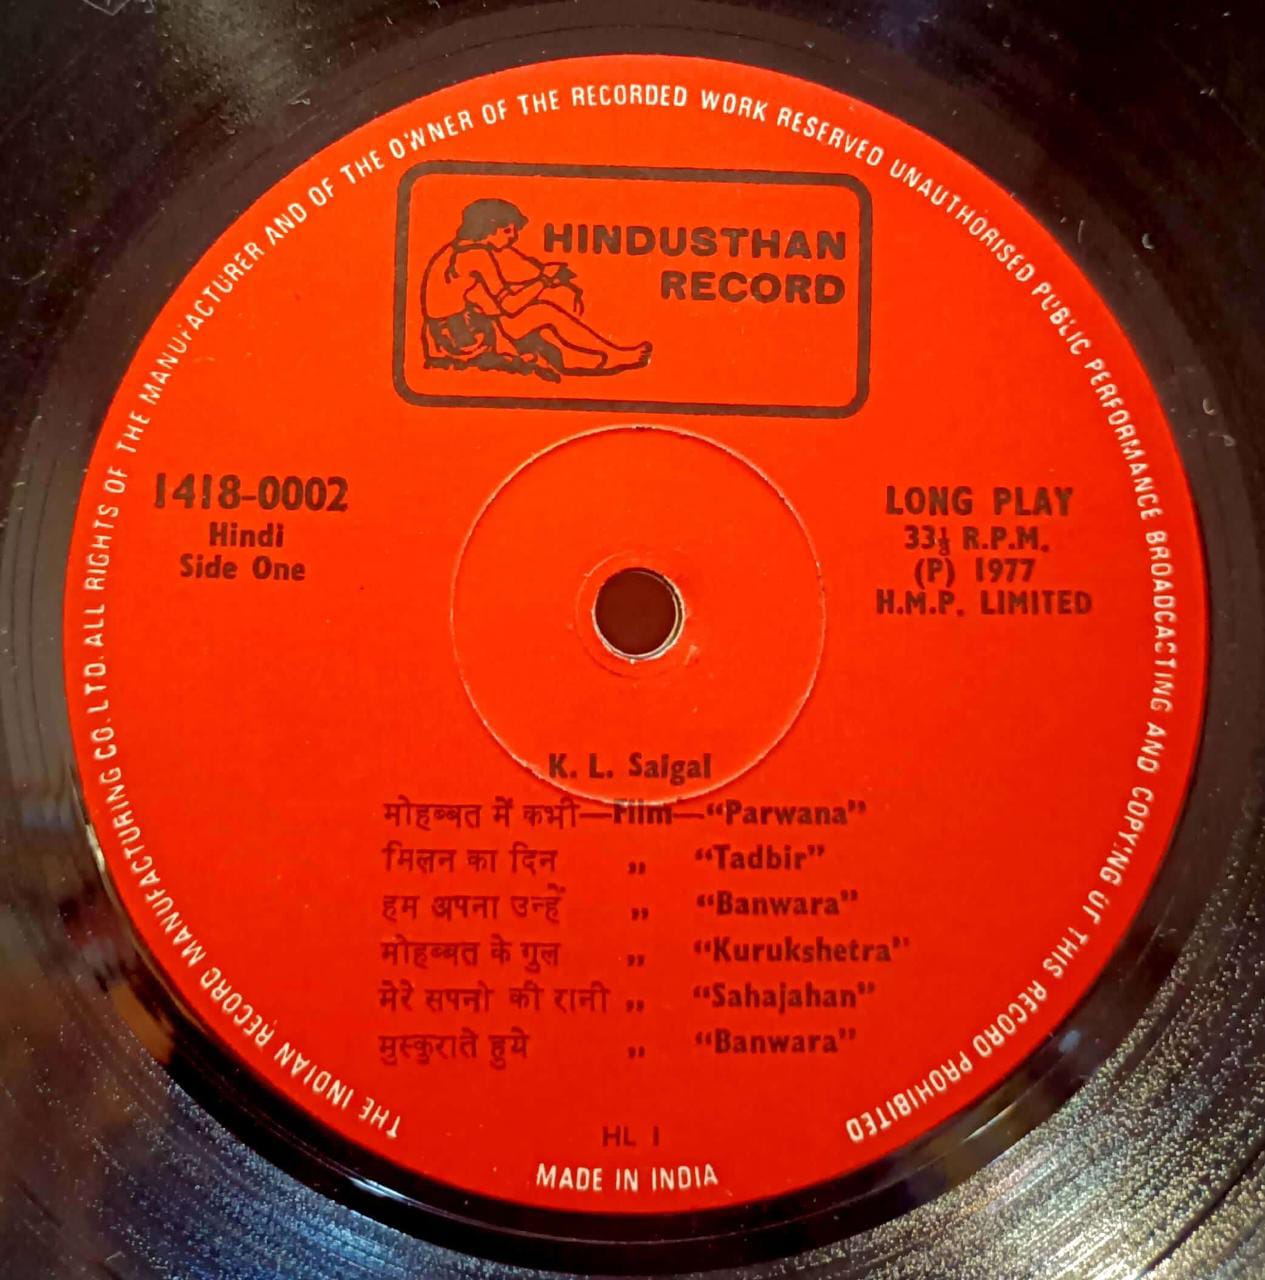 THE INDIAN RECORD MANUFACTURING CO. LTD. ALL RIGHTS OF THE MANUFACTURER AND OF THE OWNER OF THE RECORDED WORK RESERVED UNAUTHORISED PUBLIC PERFORMANCE BROADCASTING AND COPYING OF THIS RECORD PROHIBITED
HINDUSTHAN
RECORD
1418-0002
Hindi
Side One
LONG PLAY
33⅓ R.P.M.
(P) 1977
H.M.P. LIMITED
K. L. Saigal
मोहब्बत में कभी—Film—“Parwana”
मिलन का दिन ,, “Tadbir”
हम अपना उन्हें ,, “Banwara”
मोहब्बत के गुल ,, “Kurukshetra”
मेरे सपनो की रानी ,, “Sahajahan”
मुस्कुराते हुये ,, “Banwara”
HL 1
MADE IN INDIA